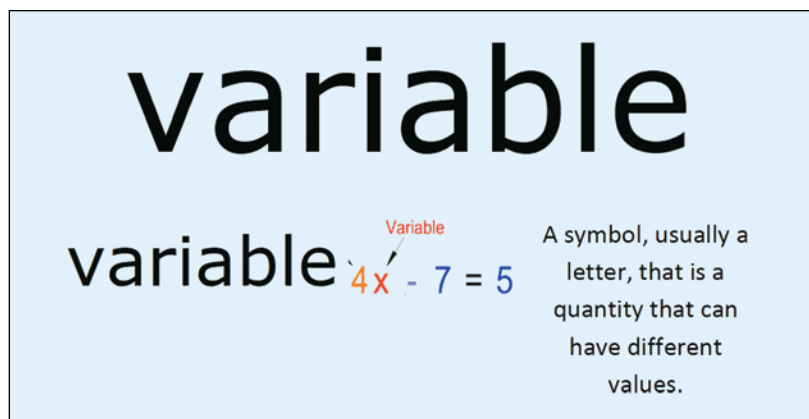 variable
variable
Variable
4x - 7 = 5
A symbol, usually a
letter, that is a
quantity that can
have different
values.